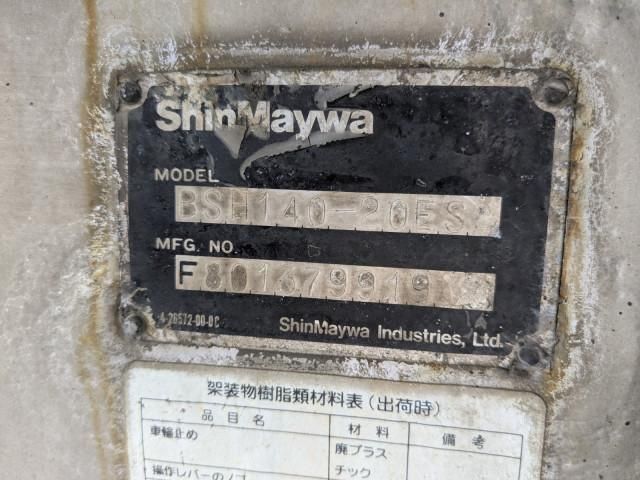 ShinMaywa
MODEL
BSH140-20ES
MFG. NO.
ShinMaywa Industries, Ltd.
架装物樹脂類材料表(出荷時)
品目名 材料 備考
車輪止め 廃プラス
チック
操作レバーのノブ